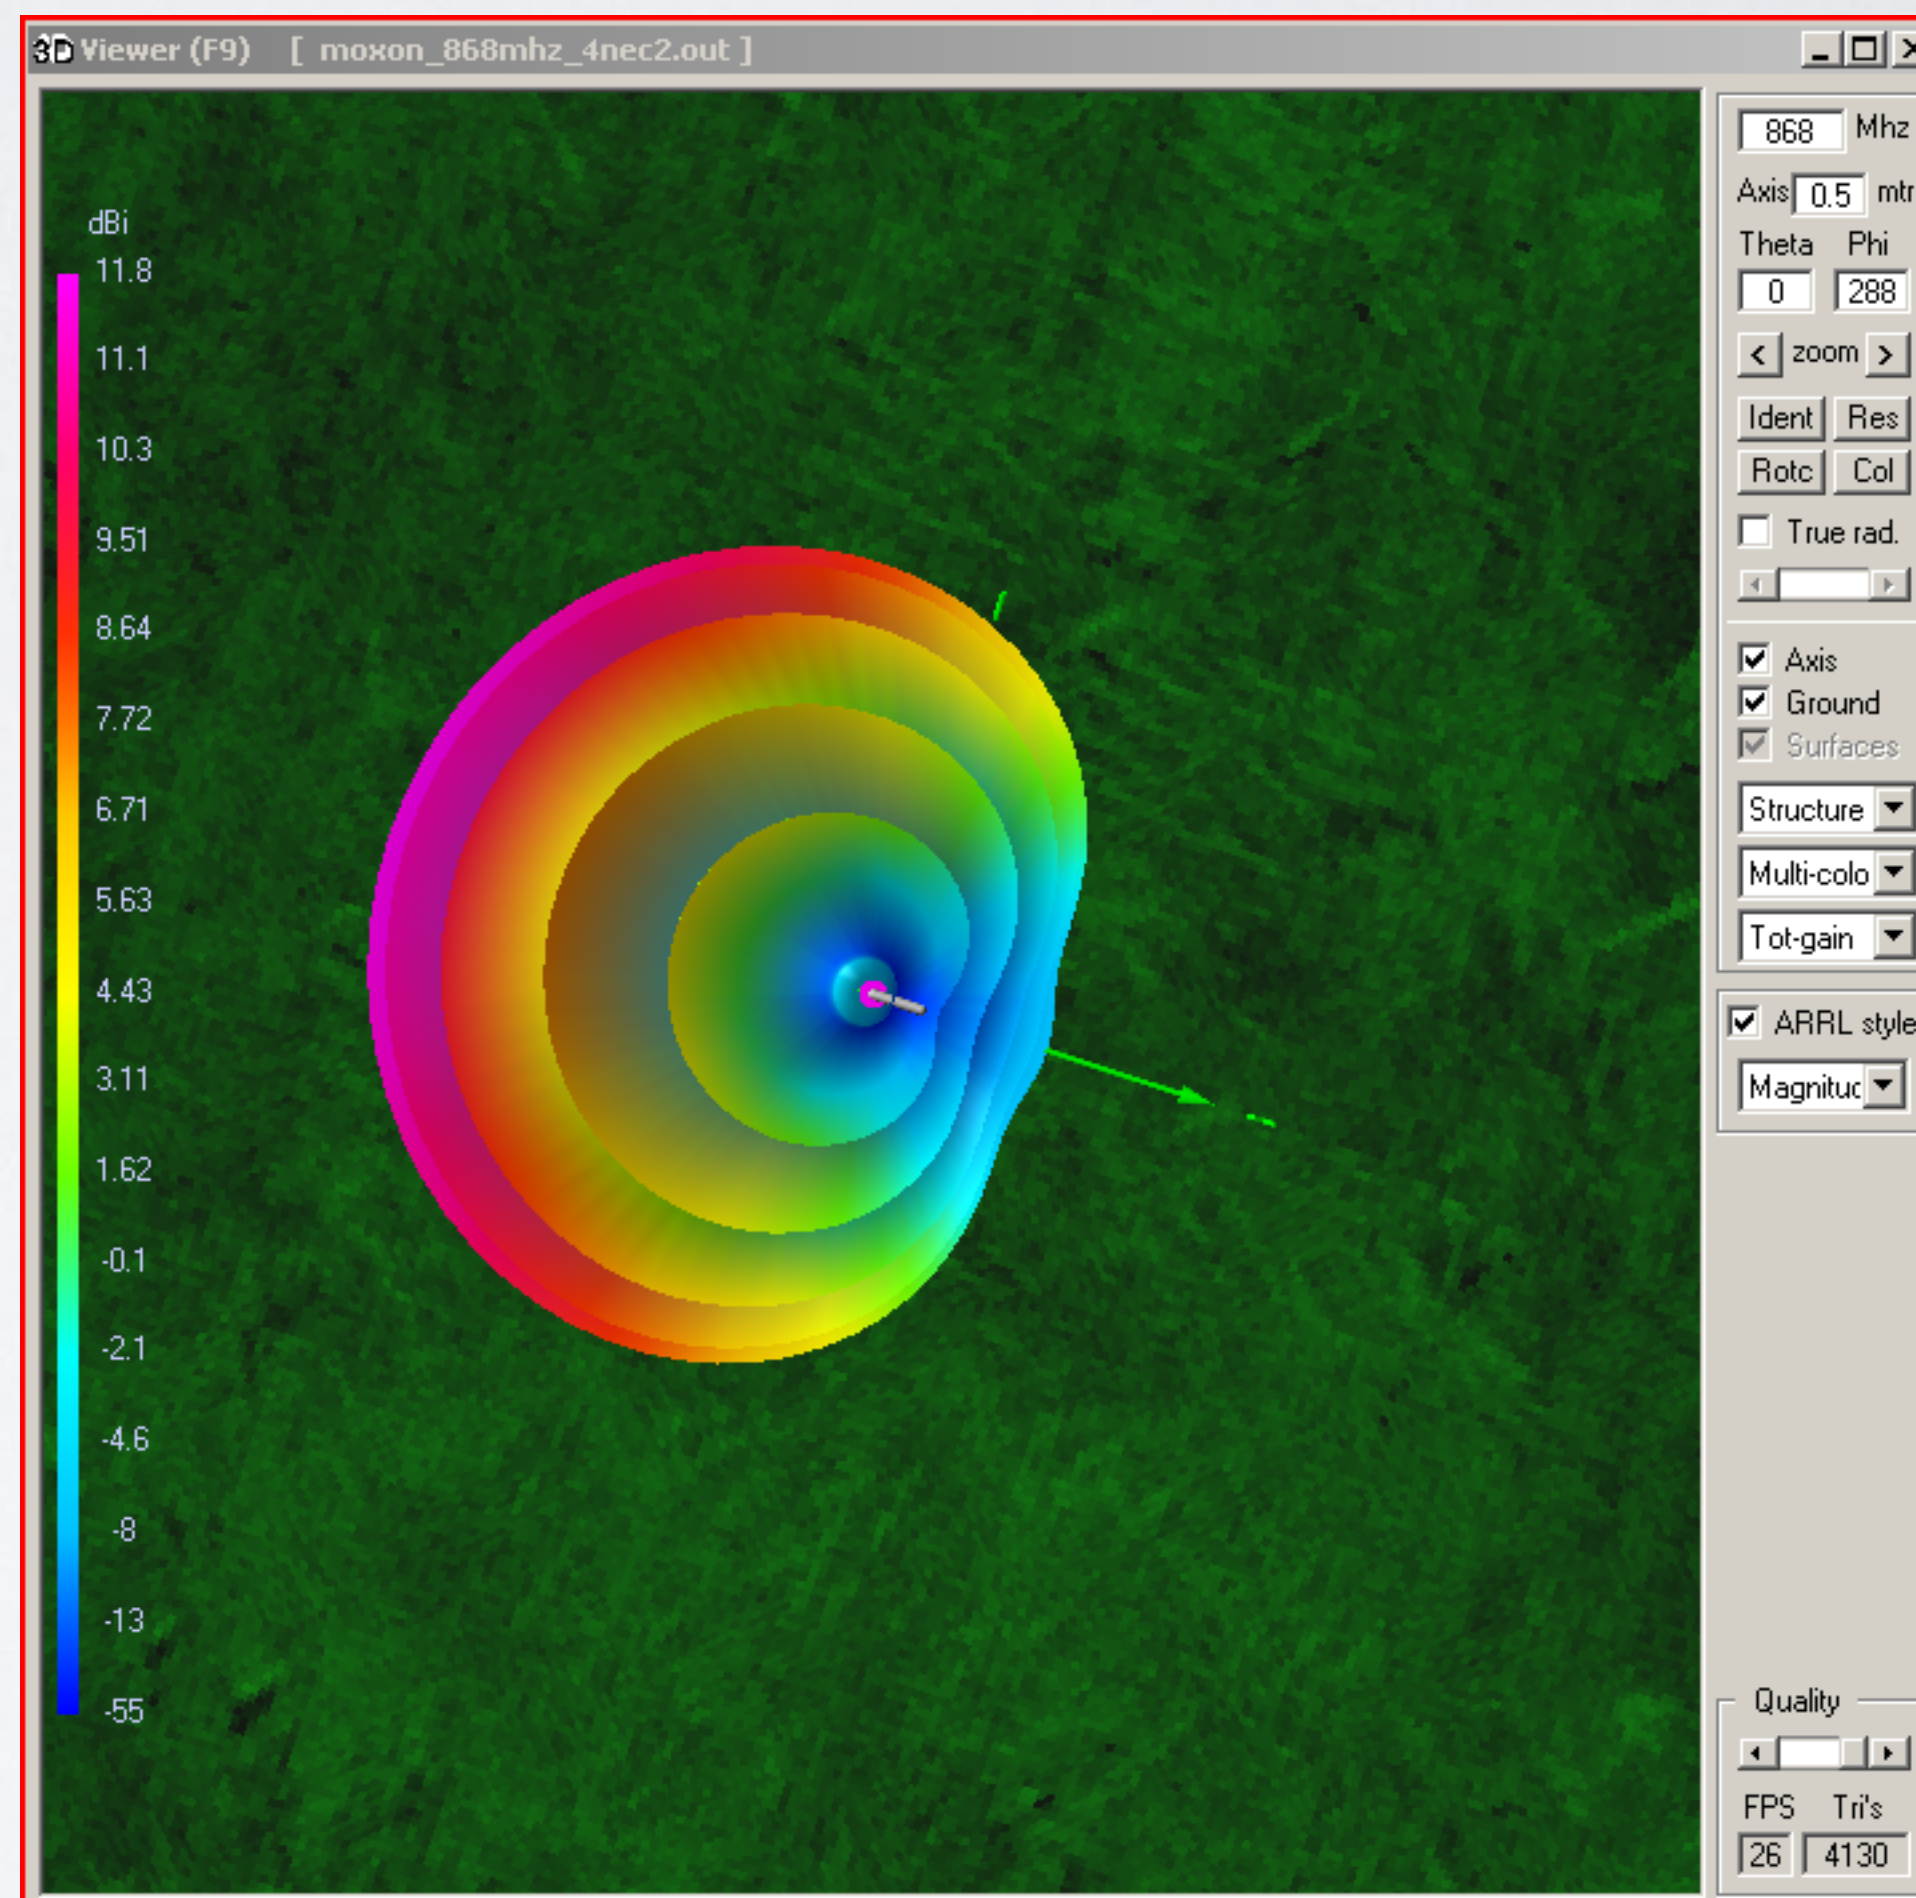 3D Viewer (F9) [ moxon_868mhz_4nec2.out ]
dBi
11.8
11.1
10.3
9.51
8.64
7.72
6.71
5.63
4.43
3.11
1.62
-0.1
-2.1
-4.6
-8
-13
-55
868 Mhz
Axis 0.5 mtr
Theta Phi
0 288
< zoom >
Ident Res
Rotc Col
True rad.
Axis
Ground
Surfaces
Structure
Multi-colo
Tot-gain
ARRL style
Magnituc
Quality
FPS Tri's
26 4130